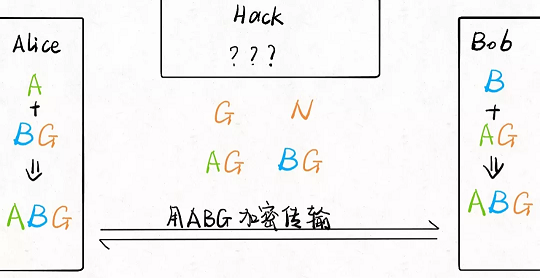 Hack
Alice
Bob
???
A
+
BG
⇓
ABG
G N
AG BG
B
+
AG
⇓
ABG
用ABG加密传输